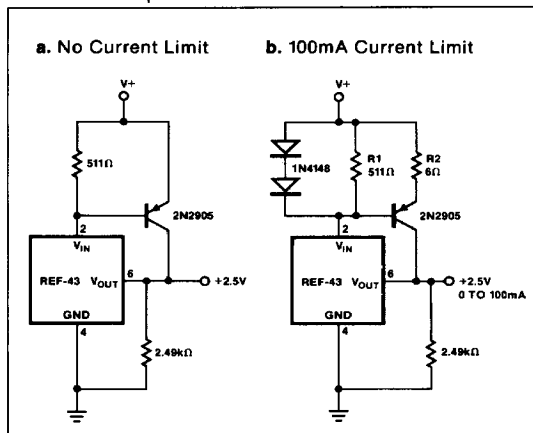 a. No Current Limit
V+
511Ω
2N2905
2
VIN
REF-43
VOUT
6
+2.5V
GND
4
2.49kΩ
b. 100mA Current Limit
V+
1N4148
R1
511Ω
R2
6Ω
2N2905
2
VIN
REF-43
VOUT
6
+2.5V
0 TO 100mA
GND
4
2.49kΩ